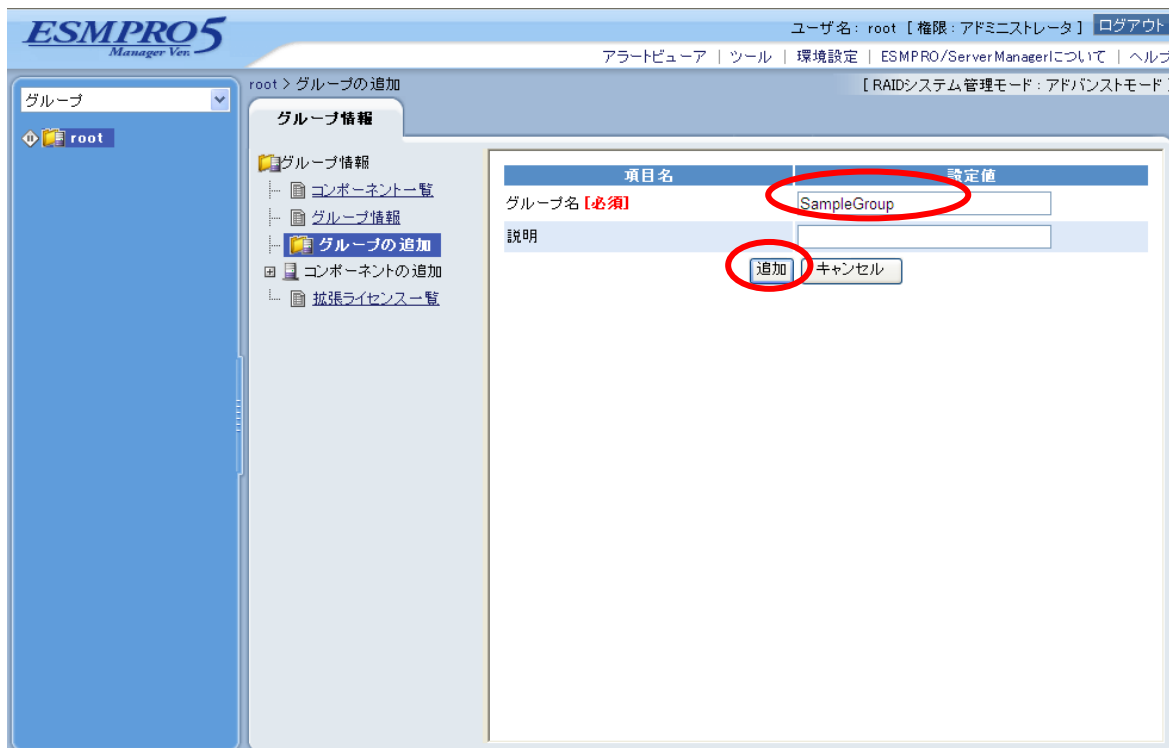 ESMPRO5
Manager Ver.
ユーザ名: root [ 権限 : アドミニストレータ ] ログアウト
アラートビューア | ツール | 環境設定 | ESMPRO/ServerManagerについて | ヘルプ
グループ
root
root > グループの追加
[ RAIDシステム管理モード : アドバンストモード ]
グループ情報
グループ情報
コンポーネント一覧
グループ情報
グループの追加
コンポーネントの追加
拡張ライセンス一覧
項目名 設定値
グループ名 [必須] SampleGroup
説明
追加 キャンセル